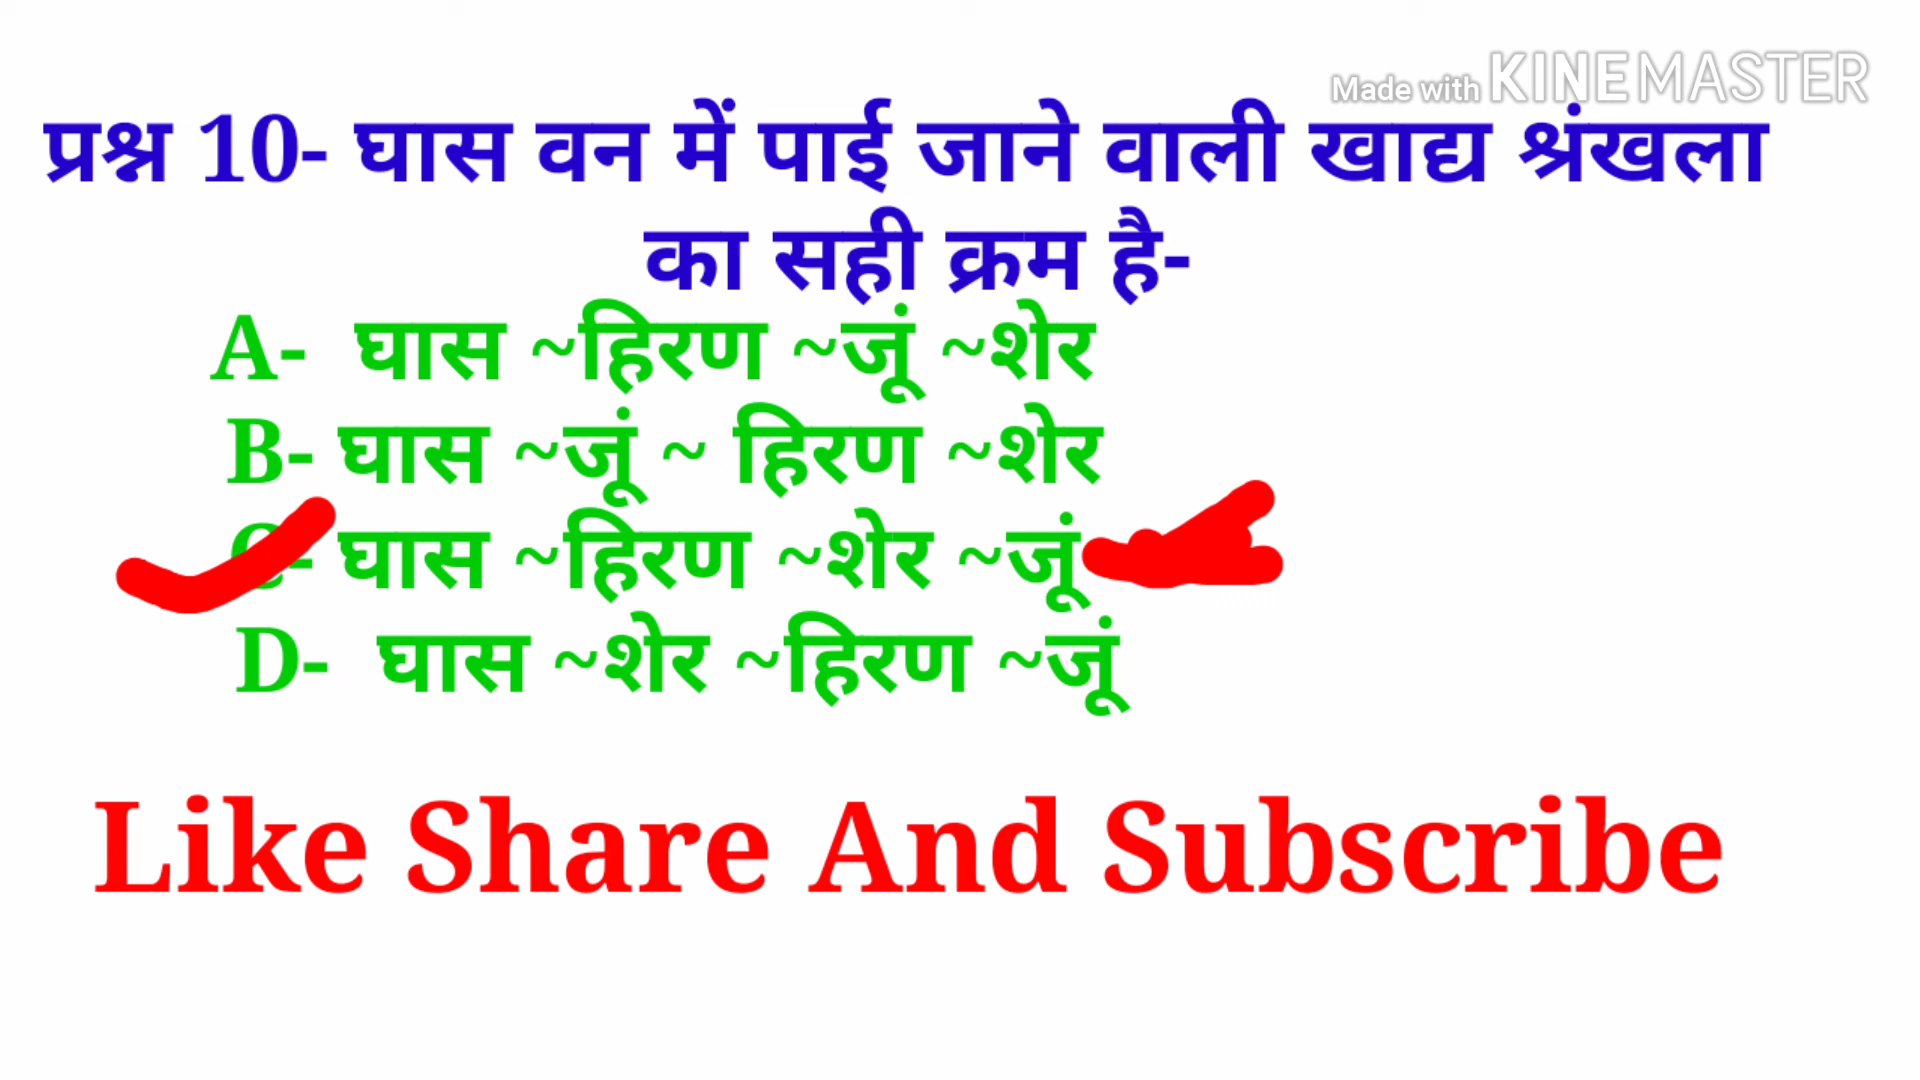 Made with KINEMASTER
प्रश्न 10- घास वन में पाई जाने वाली खाद्य श्रंखला
का सही क्रम है-
A- घास ~हिरण ~जूं ~शेर
B- घास ~जूं ~ हिरण ~शेर
C- घास ~हिरण ~शेर ~जूं
D- घास ~शेर ~हिरण ~जूं
Like Share And Subscribe